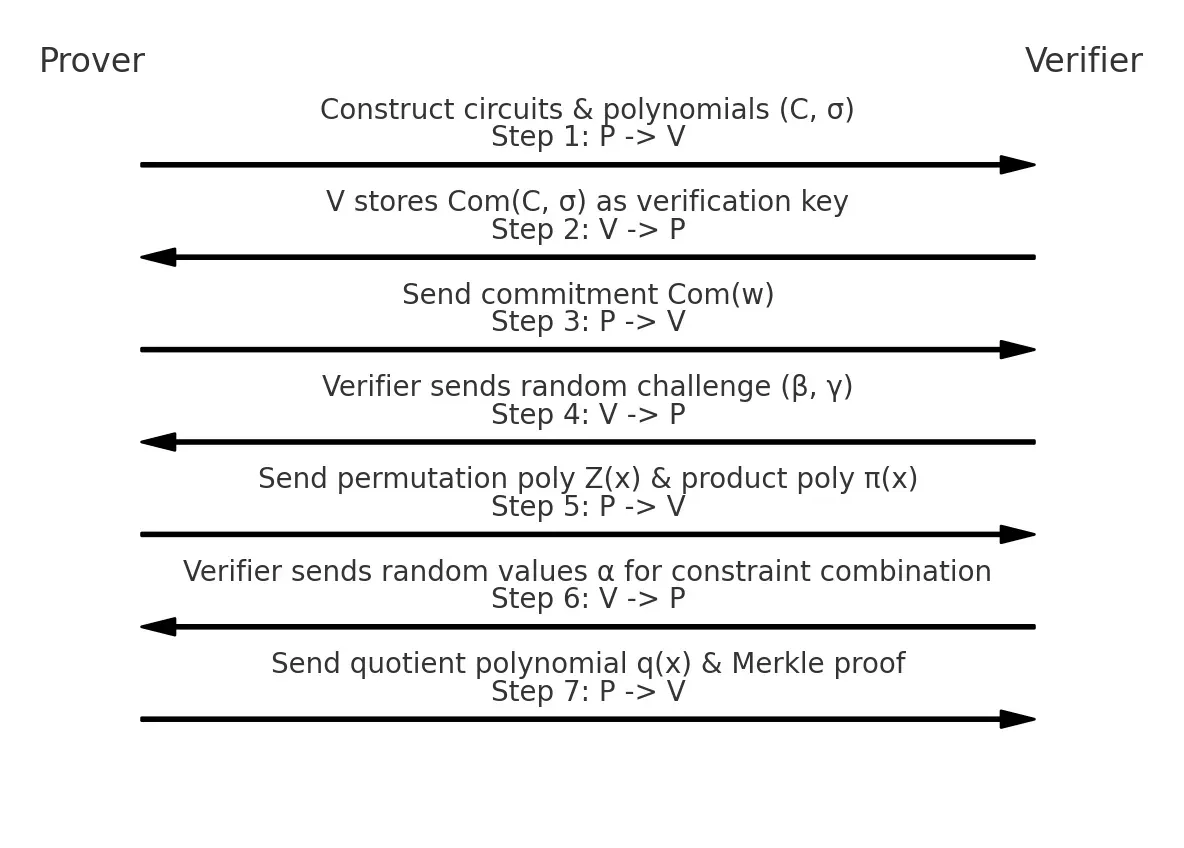 Prover
Verifier
Construct circuits & polynomials (C, σ)
Step 1: P -> V
V stores Com(C, σ) as verification key
Step 2: V -> P
Send commitment Com(w)
Step 3: P -> V
Verifier sends random challenge (β, γ)
Step 4: V -> P
Send permutation poly Z(x) & product poly π(x)
Step 5: P -> V
Verifier sends random values α for constraint combination
Step 6: V -> P
Send quotient polynomial q(x) & Merkle proof
Step 7: P -> V